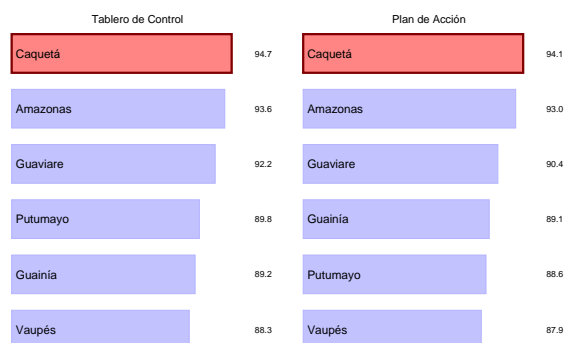 Tablero de Control
Caquetá 94.7
Amazonas 93.6
Guaviare 92.2
Putumayo 89.8
Guainía 89.2
Vaupés 88.3
Plan de Acción
Caquetá 94.1
Amazonas 93.0
Guaviare 90.4
Guainía 89.1
Putumayo 88.6
Vaupés 87.9